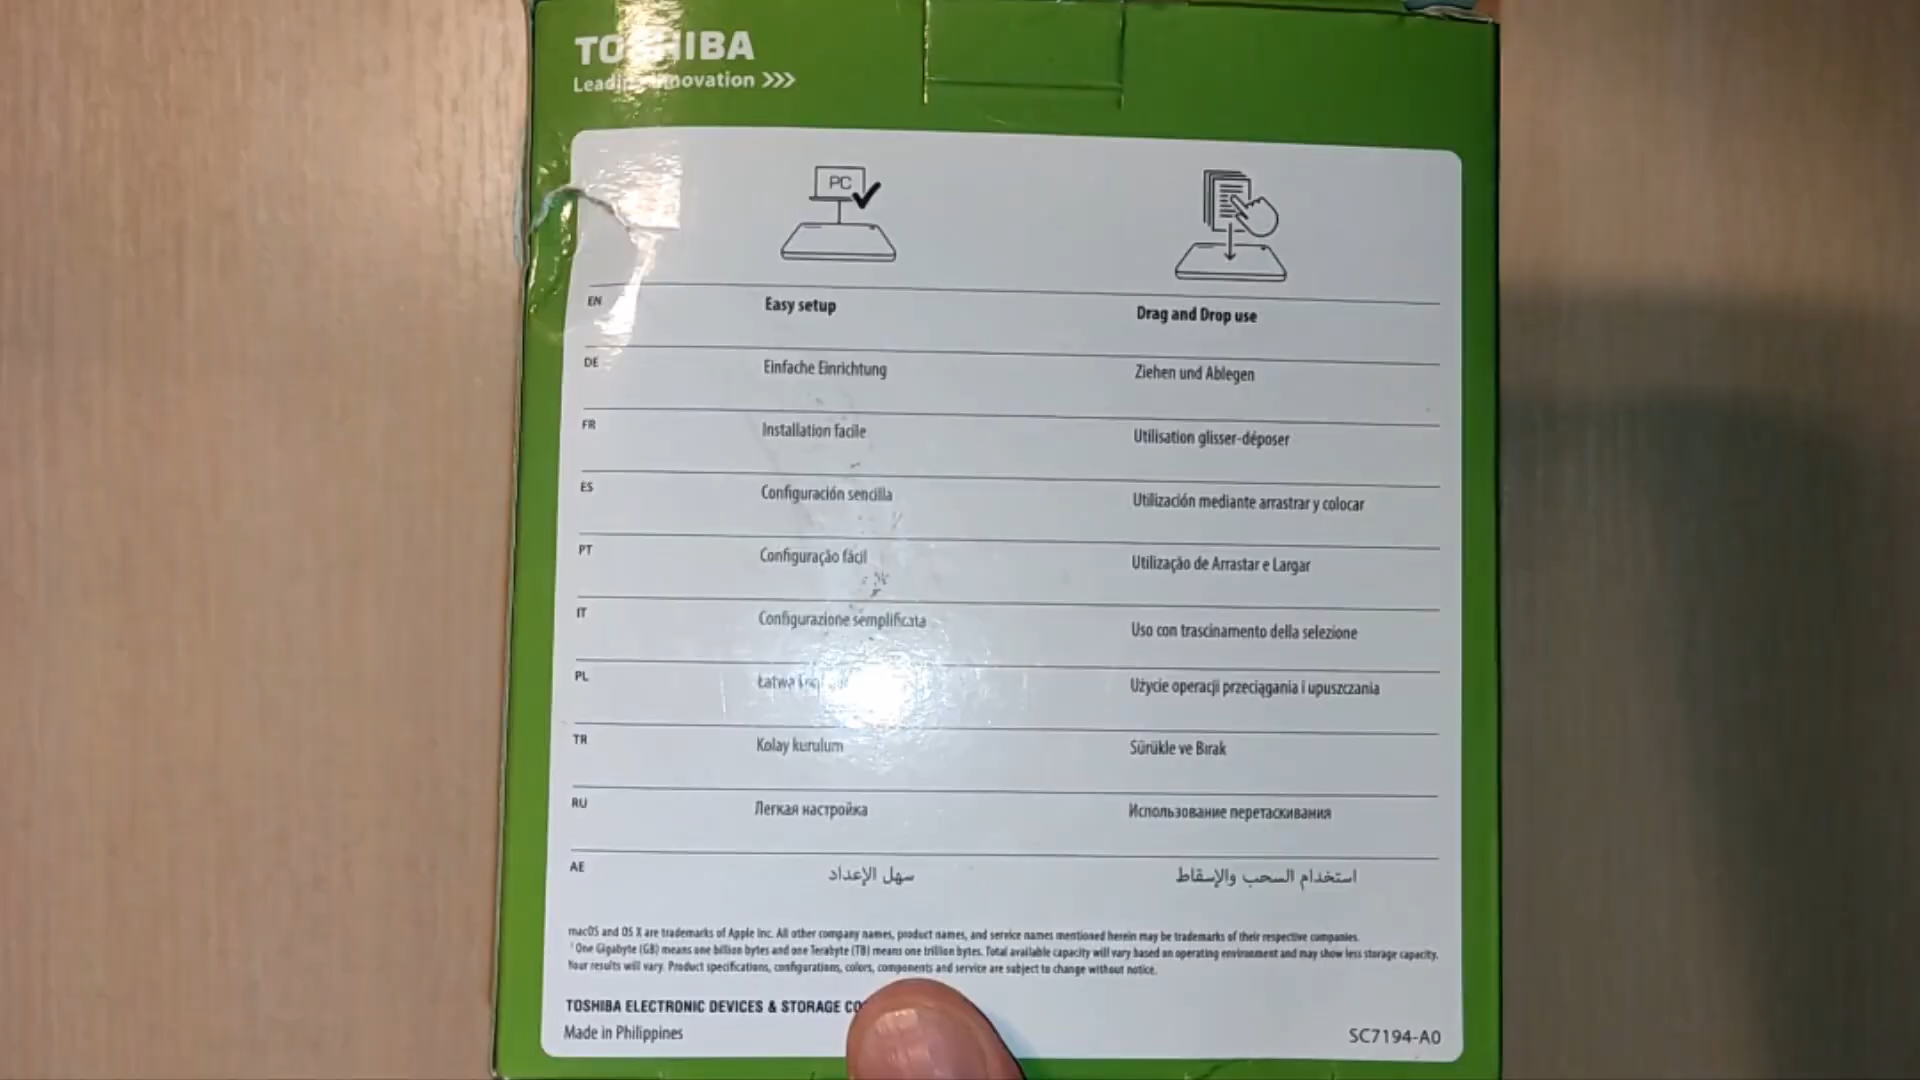 TOSHIBA
Leading Innovation >>>
PC
EN Easy setup Drag and Drop use
DE Einfache Einrichtung Ziehen und Ablegen
FR Installation facile Utilisation glisser-déposer
ES Configuración sencilla Utilización mediante arrastrar y colocar
PT Configuração fácil Utilização de Arrastar e Largar
IT Configurazione semplificata Uso con trascinamento della selezione
PL Łatwa Użycie operacji przeciągania i upuszczania
TR Kolay kurulum Sürükle ve Bırak
RU Легкая настройка Использование перетаскивания
AE سهل الإعداد استخدام السحب والإسقاط
macOS and OS X are trademarks of Apple Inc. All other company names, product names, and service names mentioned herein may be trademarks of their respective companies.
¹ One Gigabyte (GB) means one billion bytes and one Terabyte (TB) means one trillion bytes. Total available capacity will vary based on operating environment and may show less storage capacity.
Your results will vary. Product specifications, configurations, colors, components and service are subject to change without notice.
TOSHIBA ELECTRONIC DEVICES & STORAGE CO
Made in Philippines
SC7194-A0